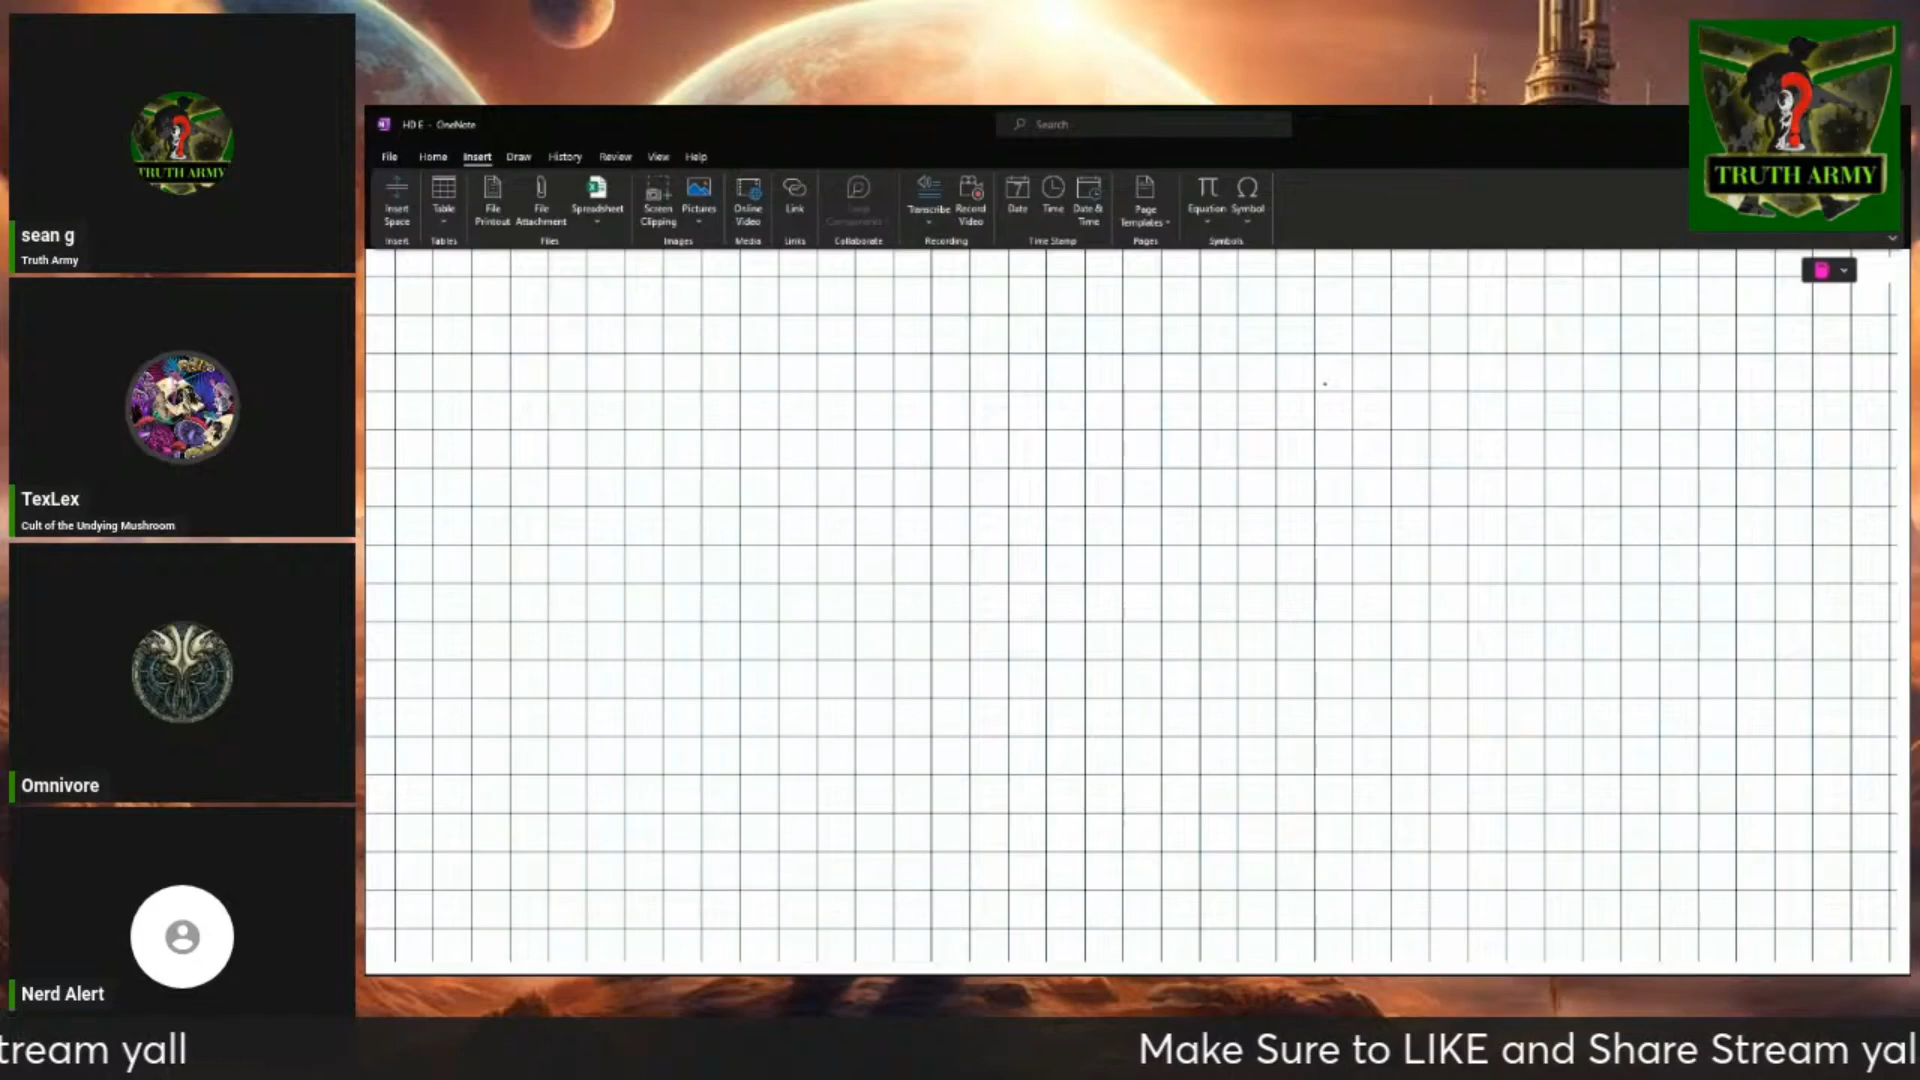 TRUTH ARMY
sean g
Truth Army
TexLex
Cult of the Undying Mushroom
Omnivore
Nerd Alert
HD E - OneNote
Search
File Home Insert Draw History Review View Help
Insert Space
Table
File Printout
File Attachment
Spreadsheet
Screen Clipping
Pictures
Online Video
Link
Transcribe
Record Video
Date
Time
Date & Time
Page Templates
Equation
Symbol
Insert Tables Files Images Media Links Collaborate Recording Time Stamp Pages Symbols
TRUTH ARMY
tream yall
Make Sure to LIKE and Share Stream yal